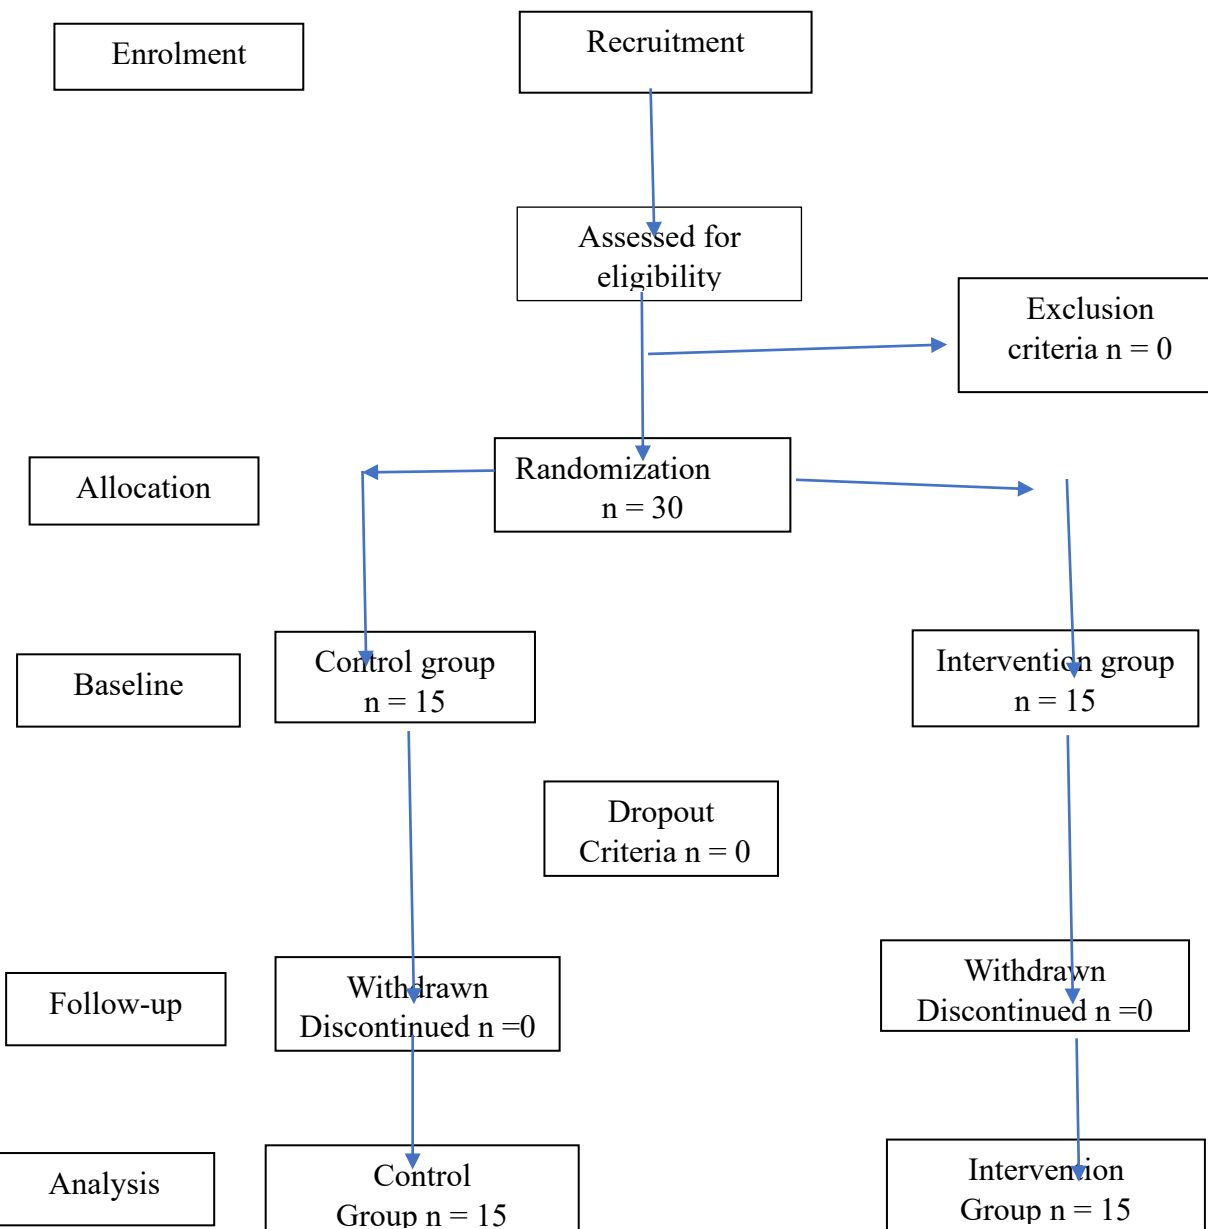 Enrolment
Recruitment
Assessed for
eligibility
Exclusion
criteria n = 0
Allocation
Randomization
n = 30
Baseline
Control group
n = 15
Intervention group
n = 15
Dropout
Criteria n = 0
Follow-up
Withdrawn
Discontinued n =0
Withdrawn
Discontinued n =0
Analysis
Control
Group n = 15
Intervention
Group n = 15